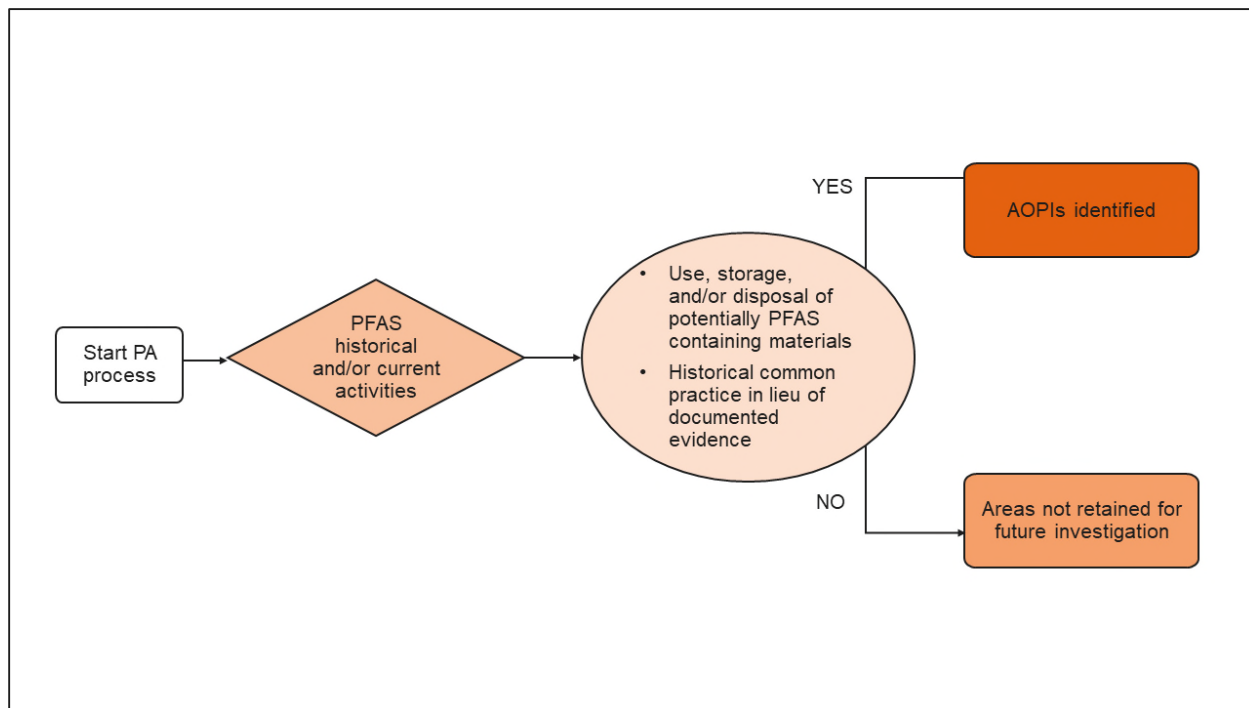 Start PA
process
PFAS
historical
and/or current
activities
• Use, storage,
and/or disposal of
potentially PFAS
containing materials
• Historical common
practice in lieu of
documented
evidence
YES
AOPIs identified
NO
Areas not retained for
future investigation